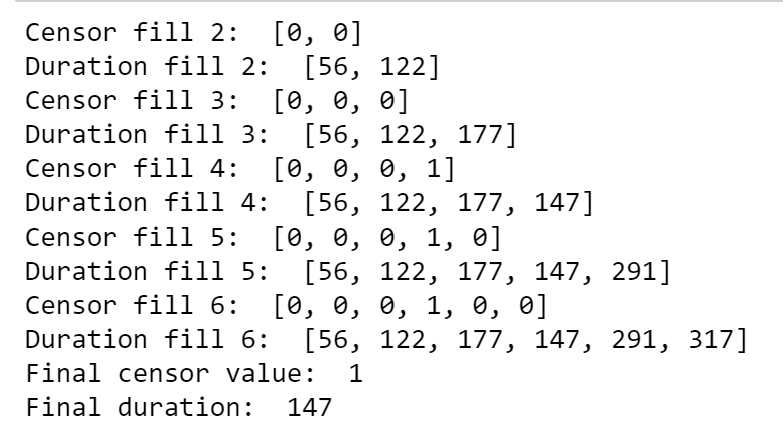 Censor fill 2:  [0, 0]
Duration fill 2:  [56, 122]
Censor fill 3:  [0, 0, 0]
Duration fill 3:  [56, 122, 177]
Censor fill 4:  [0, 0, 0, 1]
Duration fill 4:  [56, 122, 177, 147]
Censor fill 5:  [0, 0, 0, 1, 0]
Duration fill 5:  [56, 122, 177, 147, 291]
Censor fill 6:  [0, 0, 0, 1, 0, 0]
Duration fill 6:  [56, 122, 177, 147, 291, 317]
Final censor value:  1
Final duration:  147